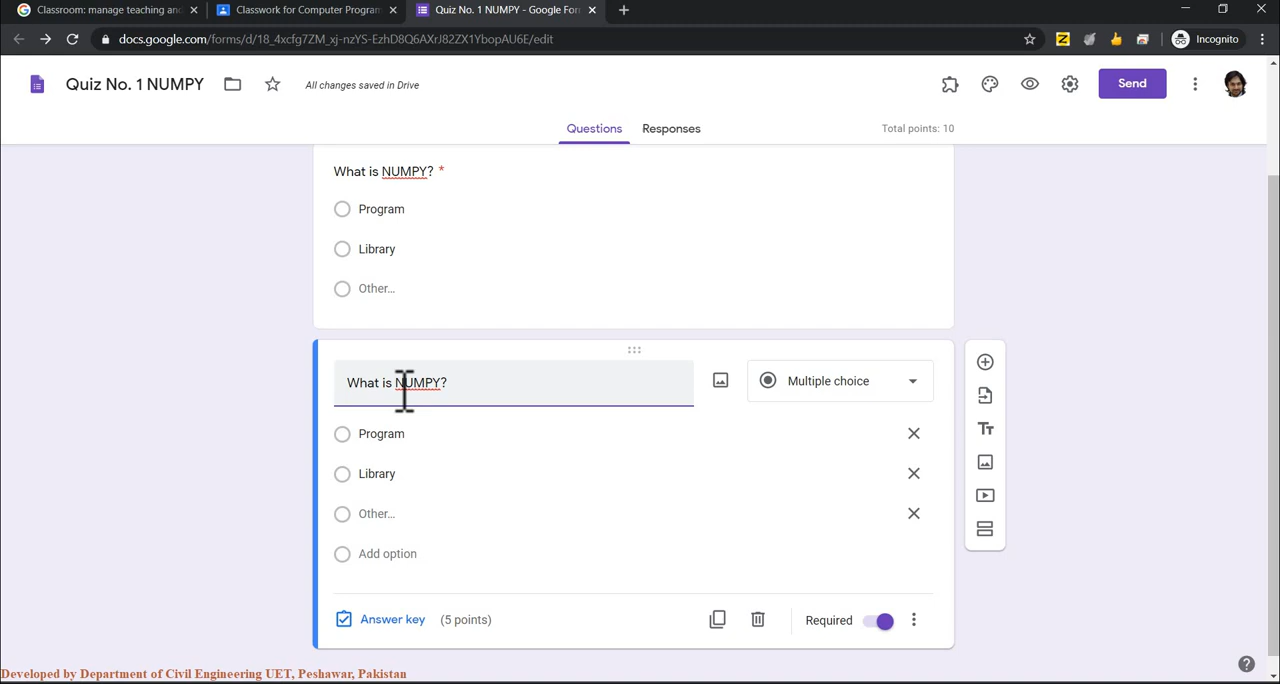 Classroom: manage teaching and
Classwork for Computer Program
Quiz No. 1 NUMPY - Google For
docs.google.com/forms/d/18_4xcfg7ZM_xj-nzYS-EzhD8Q6AXrJ82ZX1YbopAU6E/edit
Incognito
Quiz No. 1 NUMPY
All changes saved in Drive
Send
Questions
Responses
Total points: 10
What is NUMPY? *
Program
Library
Other...
What is NUMPY?
Multiple choice
Program
Library
Other...
Add option
Answer key
(5 points)
Required
Developed by Department of Civil Engineering UET, Peshawar, Pakistan